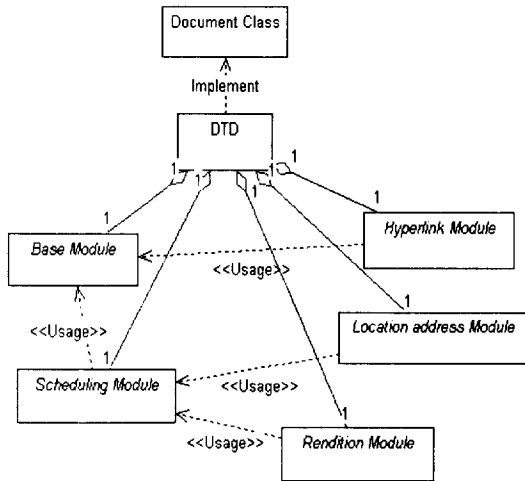 Document Class
Implement
DTD
1 1 1 1 1
1 1
Base Module
Hyperlink Module
<<Usage>>
<<Usage>>
1
Location address Module
1
Scheduling Module
<<Usage>>
1
<<Usage>>
Rendition Module